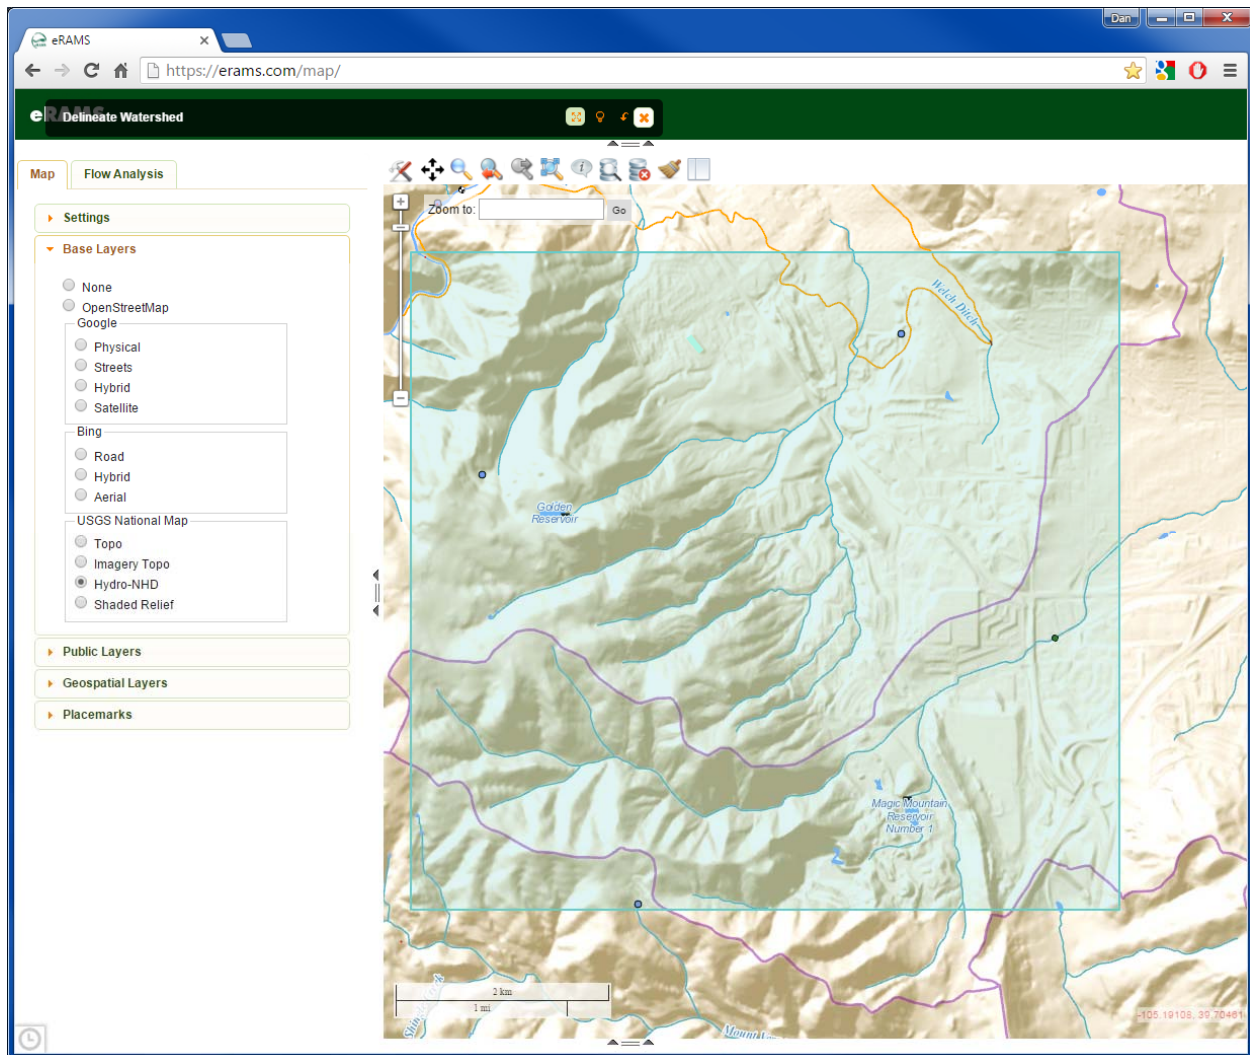 Dan
eRAMS
https://erams.com/map/
Delineate Watershed
Map
Flow Analysis
Settings
Base Layers
None
OpenStreetMap
Google
Physical
Streets
Hybrid
Satellite
Bing
Road
Hybrid
Aerial
USGS National Map
Topo
Imagery Topo
Hydro-NHD
Shaded Relief
Public Layers
Geospatial Layers
Placemarks
Zoom to:
Go
Welch Ditch
Golden
Reservoir
Magic Mountain
Reservoir
Number 1
2 km
1 mi
Mount
-105.19108, 39.70461